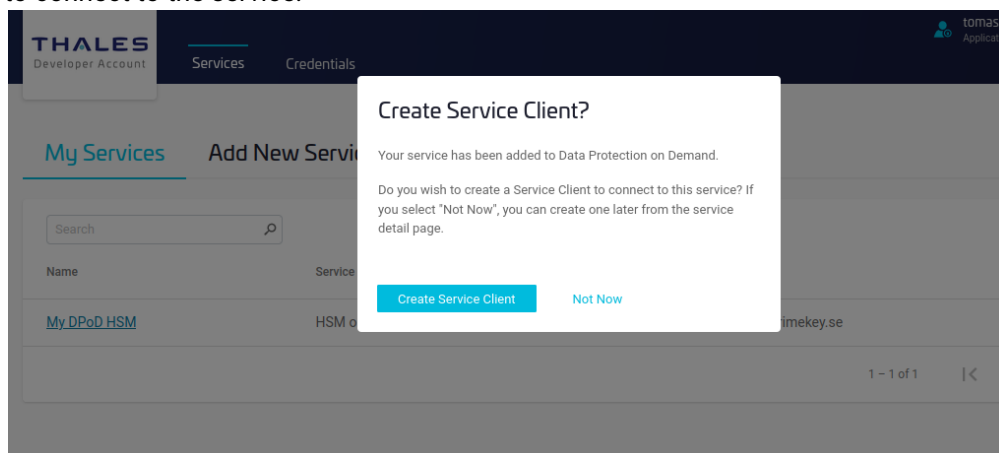 to connect to the service.
THALES
Developer Account
Services
Credentials
tomas
Applicat
My Services
Add New Servi
Create Service Client?
Your service has been added to Data Protection on Demand.
Do you wish to create a Service Client to connect to this service? If
you select "Not Now", you can create one later from the service
detail page.
Create Service Client
Not Now
Search
Name
Service
My DPoD HSM
HSM o
imekey.se
1 – 1 of 1